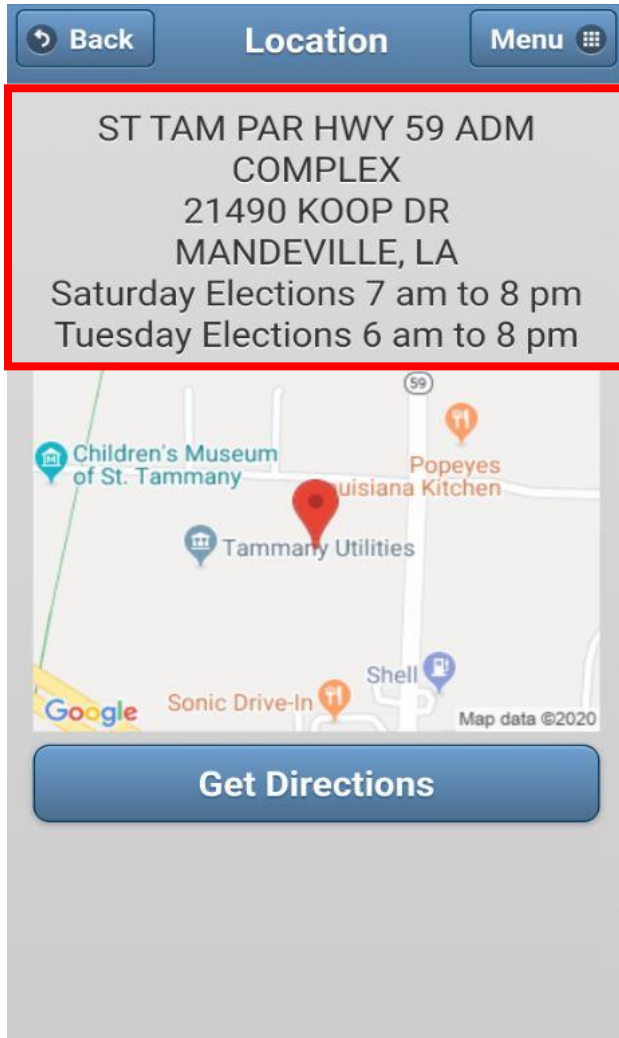 Back
Location
Menu
ST TAM PAR HWY 59 ADM
COMPLEX
21490 KOOP DR
MANDEVILLE, LA
Saturday Elections 7 am to 8 pm
Tuesday Elections 6 am to 8 pm
59
Children's Museum
of St. Tammany
Popeyes
uisiana Kitchen
Tammany Utilities
Shell
Sonic Drive-In
Google
Map data ©2020
Get Directions